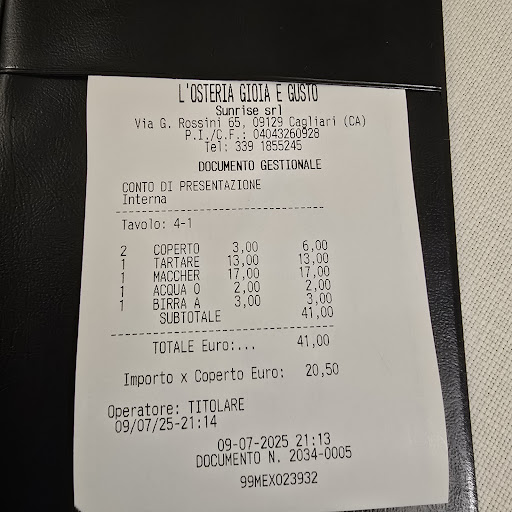 L'OSTERIA GIOIA E GUSTO
Sunrise srl
Via G. Rossini 65, 09129 Cagliari (CA)
P.I./C.F.: 04043260928
Tel: 339 1855245
DOCUMENTO GESTIONALE
CONTO DI PRESENTAZIONE
Interna
Tavolo: 4-1
2 COPERTO 3,00 6,00
1 TARTARE 13,00 13,00
1 MACCHER 17,00 17,00
1 ACQUA O 2,00 2,00
1 BIRRA A 3,00 3,00
SUBTOTALE 41,00
TOTALE Euro:... 41,00
Importo x Coperto Euro: 20,50
Operatore: TITOLARE
09/07/25-21:14
09-07-2025 21:13
DOCUMENTO N. 2034-0005
99MEX023932